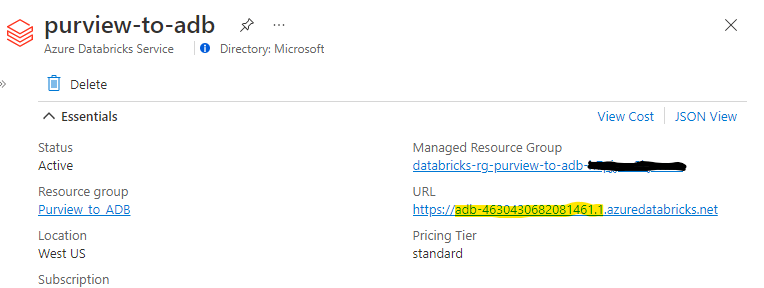 purview-to-adb
Azure Databricks Service
Directory: Microsoft
Delete
Essentials
View Cost
JSON View
Status
Active
Managed Resource Group
databricks-rg-purview-to-adb-
Resource group
Purview_to_ADB
URL
https://adb-4630430682081461.1.azuredatabricks.net
Location
West US
Pricing Tier
standard
Subscription